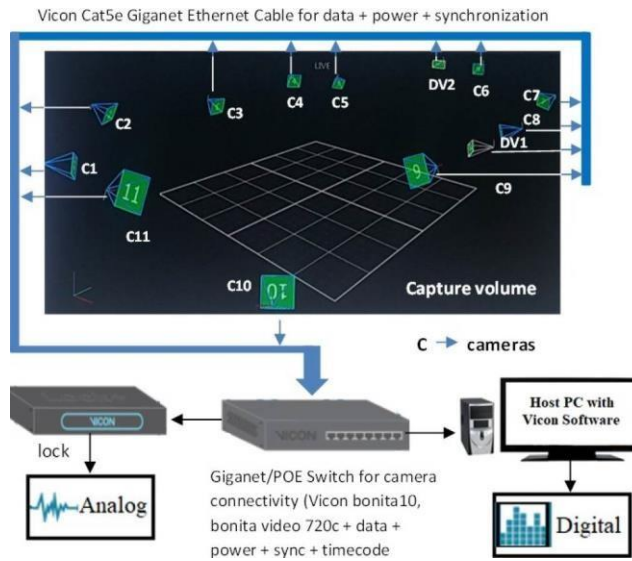 Vicon Cat5e Giganet Ethernet Cable for data + power + synchronization
LIVE
C3
C4
C5
DV2
C6
C7
C2
C8
DV1
C1
9
C9
11
C11
C10
10
Capture volume
C cameras
VICON
lock
VICON
Host PC with
Vicon Software
Analog
Giganet/POE Switch for camera
connectivity (Vicon bonita10,
bonita video 720c + data +
power + sync + timecode
Digital